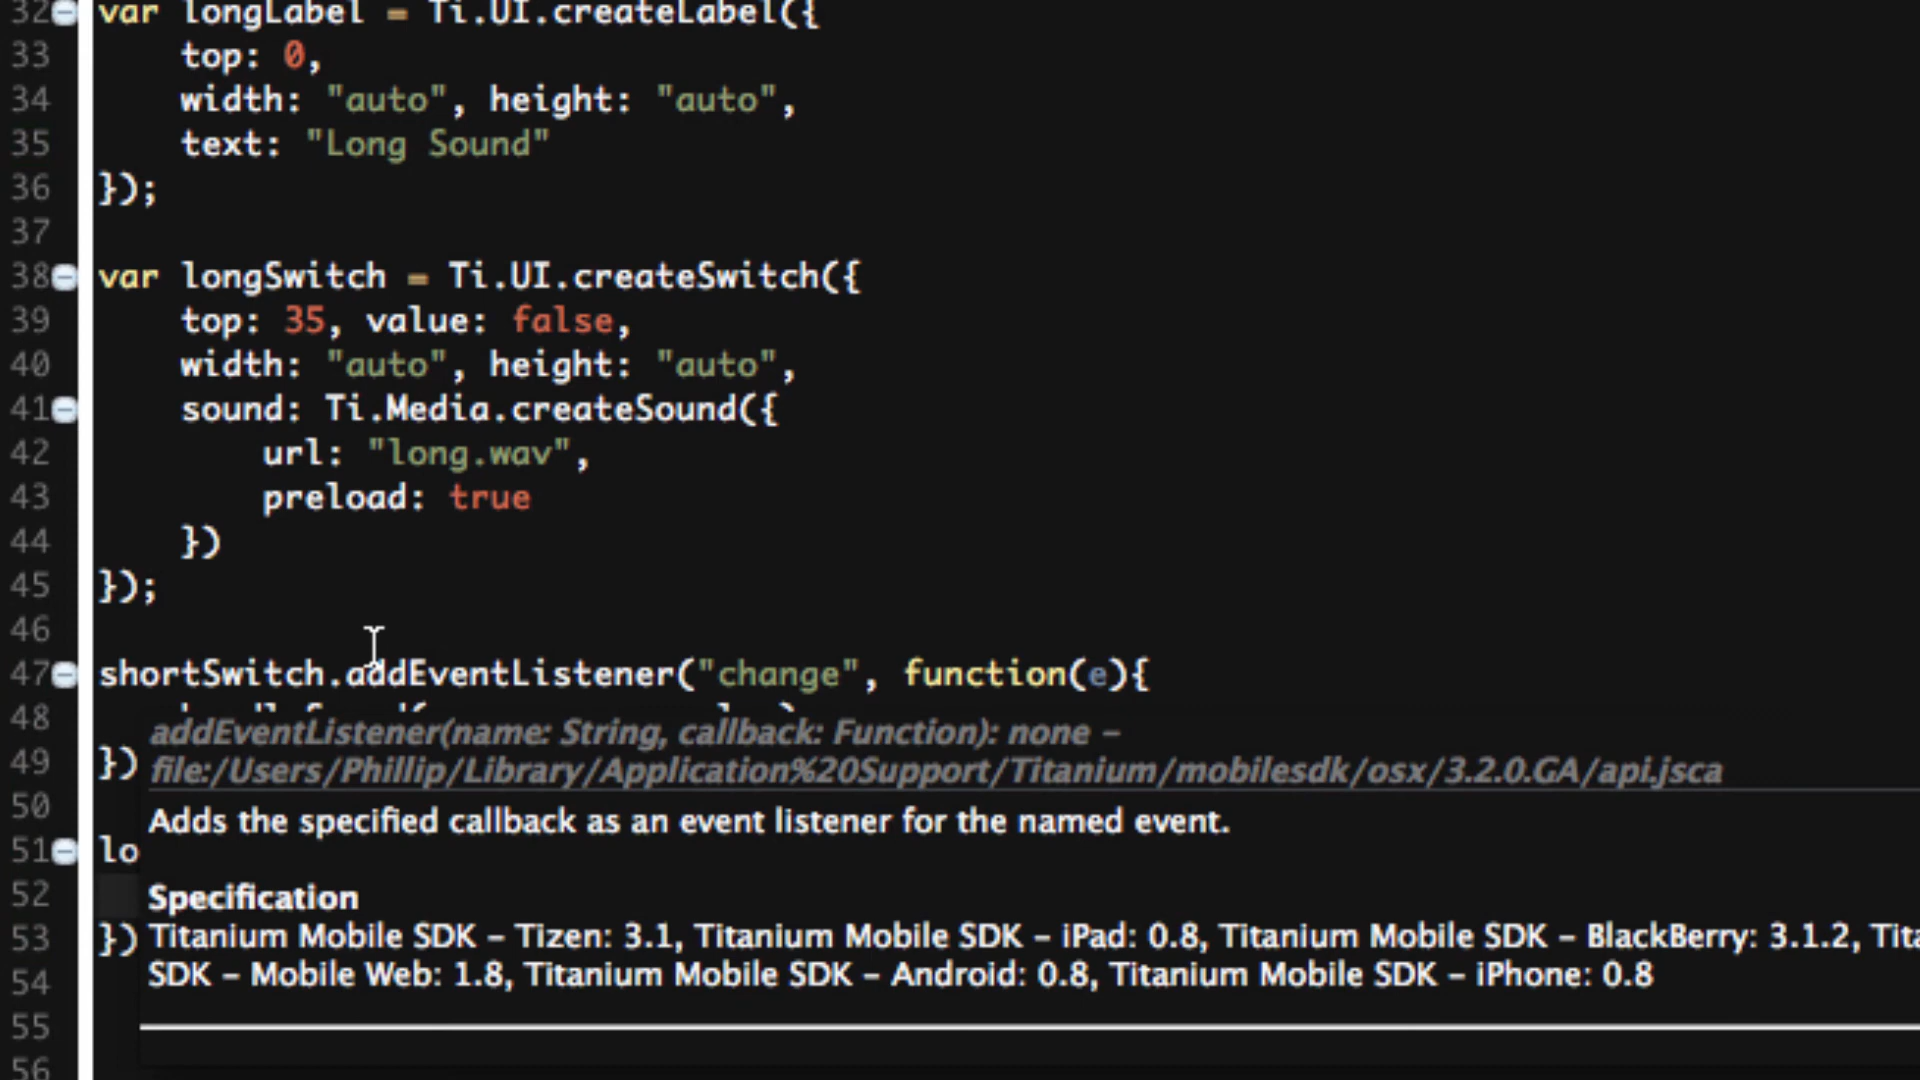 32 var longLabel = Ti.UI.createLabel({
33 top: 0,
34 width: "auto", height: "auto",
35 text: "Long Sound"
36 });
37
38 var longSwitch = Ti.UI.createSwitch({
39 top: 35, value: false,
40 width: "auto", height: "auto",
41 sound: Ti.Media.createSound({
42 url: "long.wav",
43 preload: true
44 })
45 });
46
47 shortSwitch.addEventListener("change", function(e){
48
addEventListener(name: String, callback: Function): none –
49 })
file:/Users/Phillip/Library/Application%20Support/Titanium/mobilesdk/osx/3.2.0.GA/api.jsca
50
Adds the specified callback as an event listener for the named event.
51 lo
52
Specification
53 })
Titanium Mobile SDK – Tizen: 3.1, Titanium Mobile SDK – iPad: 0.8, Titanium Mobile SDK – BlackBerry: 3.1.2, Tita
SDK – Mobile Web: 1.8, Titanium Mobile SDK – Android: 0.8, Titanium Mobile SDK – iPhone: 0.8
54
55
56